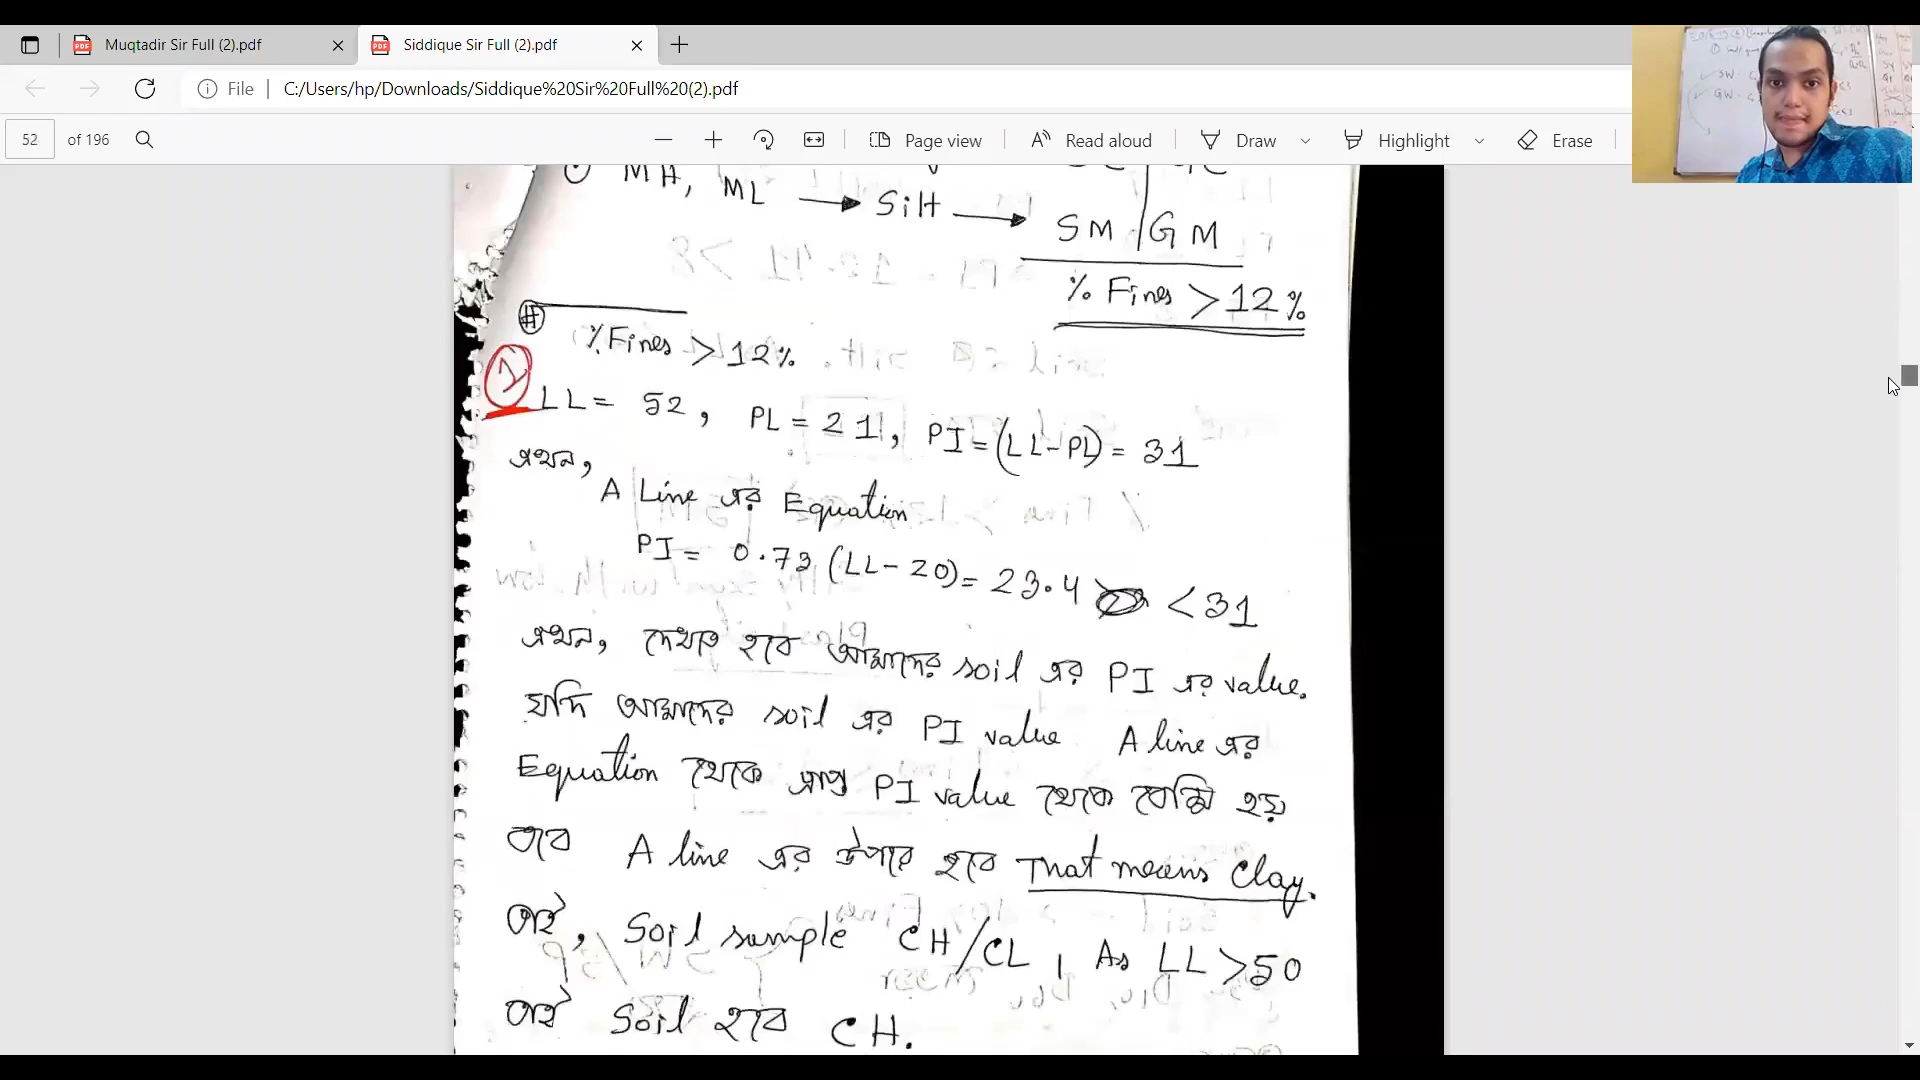 Muqtadir Sir Full (2).pdf
Siddique Sir Full (2).pdf
File C:/Users/hp/Downloads/Siddique%20Sir%20Full%20(2).pdf
52 of 196 Page view Read aloud Draw Highlight Erase
MH, ML → Silt → SM/GM
% Fines > 12%
# % Fines > 12%
1 LL = 52, PL = 21, PI = (LL-PL) = 31
এখন,
A Line এর Equation
PI = 0.73 (LL-20) = 23.4 < 31
এখন, দেখতে হবে আমাদের soil এর PI এর value.
যদি আমাদের soil এর PI value A line এর
Equation থেকে প্রাপ্ত PI value থেকে বেশি হয়
তবে A line এর উপরে হবে That means Clay.
তাই, Soil sample CH/CL, As LL > 50
তাই Soil হবে CH.